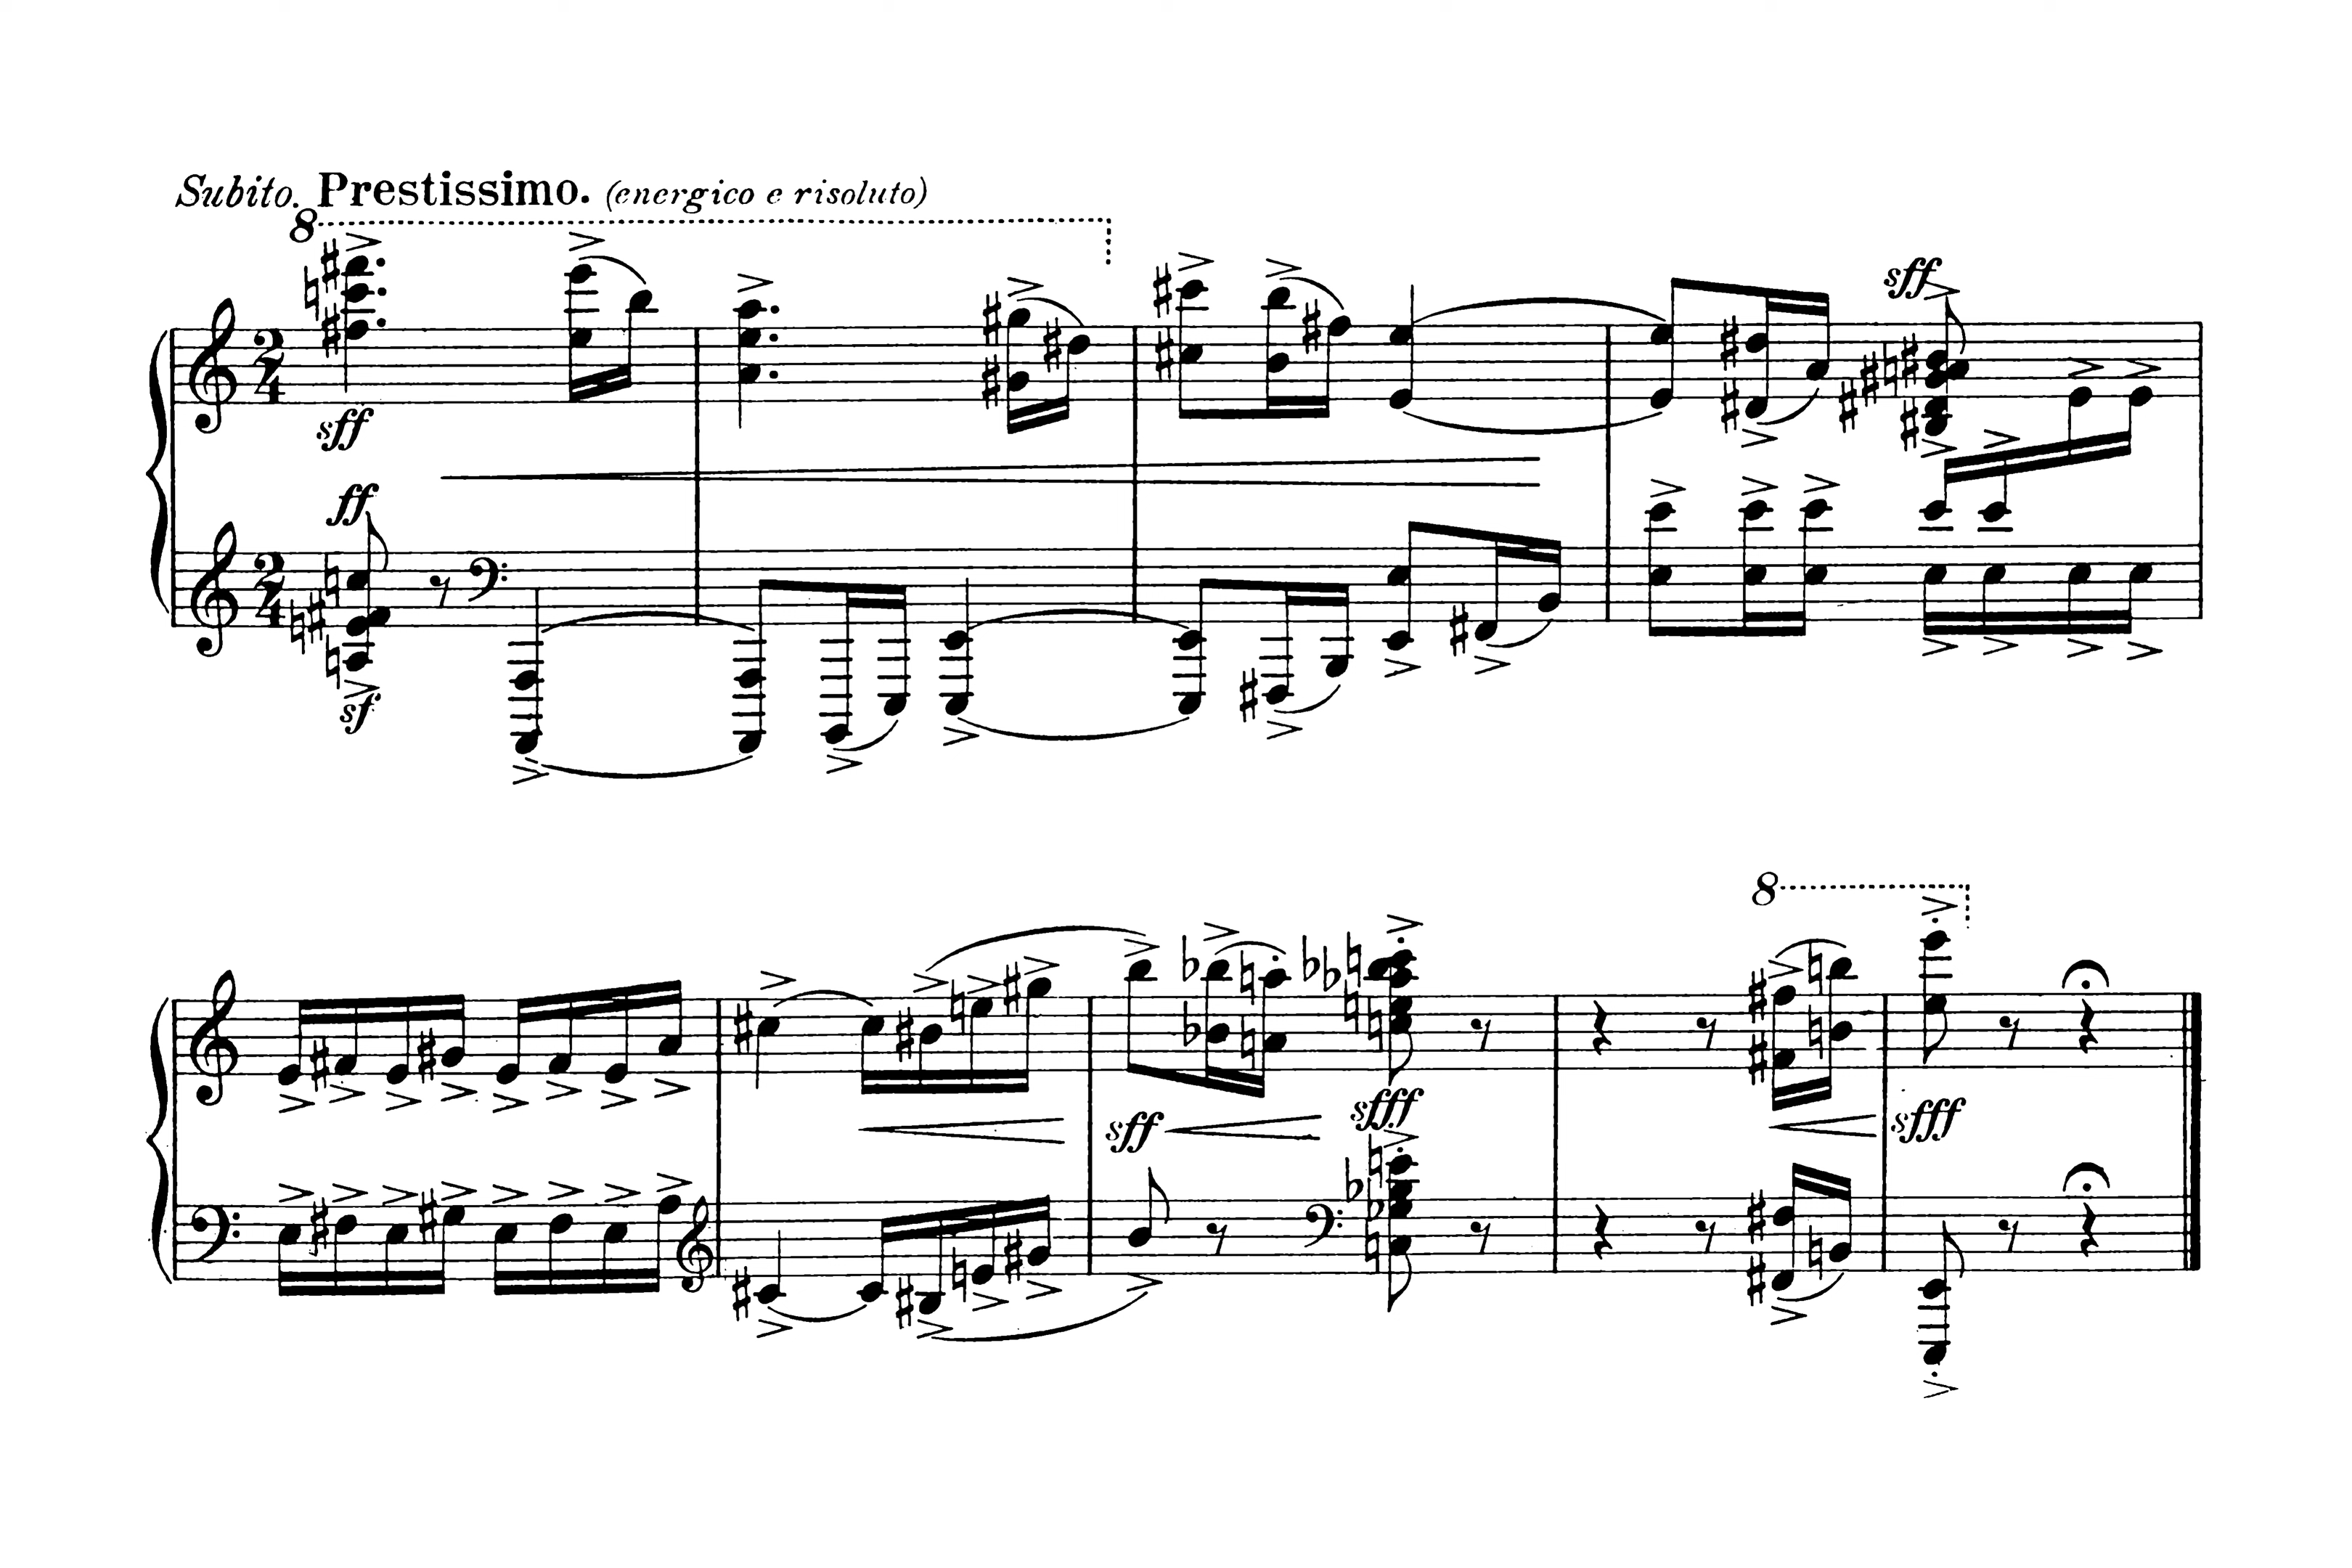 Subito. Prestissimo. (energico e risoluto)
8
sff
sff
ff
sf
8
sff
sfff
sfff